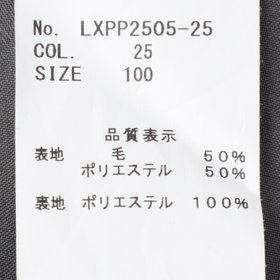 No. LXPP2505-25
COL. 25
SIZE 100
品質表示
表地 毛 50%
ポリエステル 50%
裏地 ポリエステル 100%